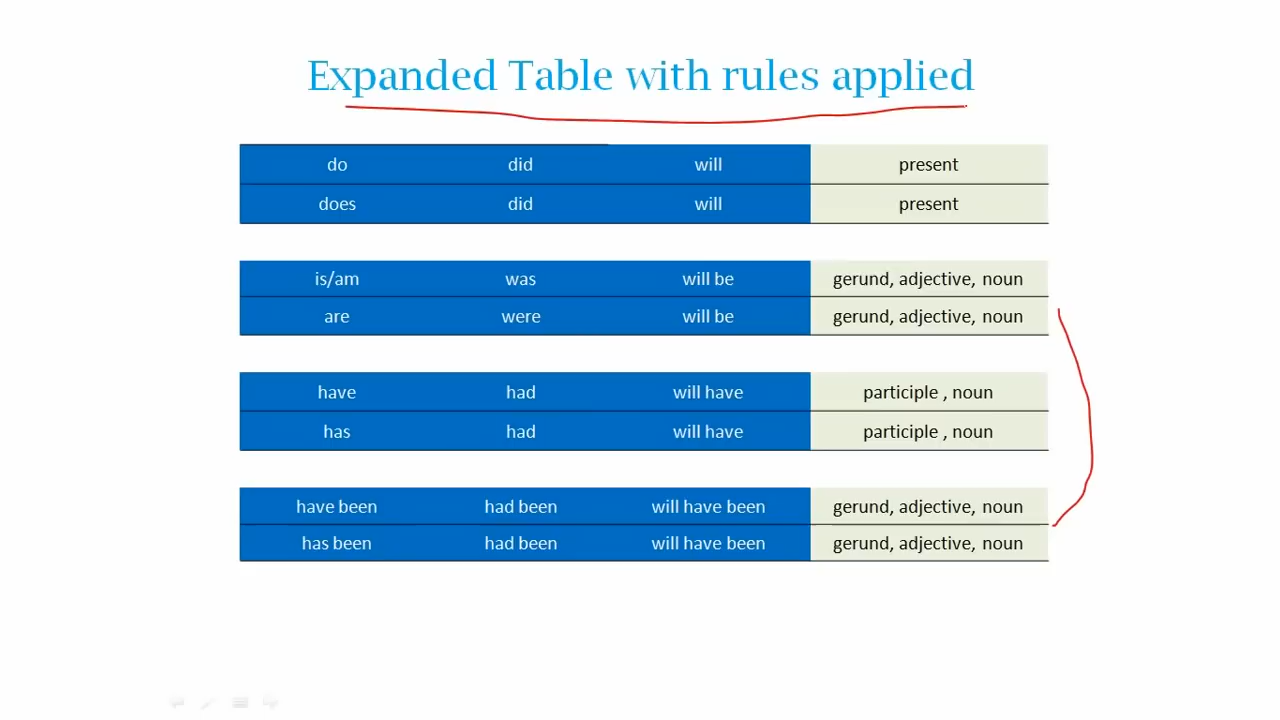 Expanded Table with rules applied
do did will present
does did will present
is/am was will be gerund, adjective, noun
are were will be gerund, adjective, noun
have had will have participle , noun
has had will have participle , noun
have been had been will have been gerund, adjective, noun
has been had been will have been gerund, adjective, noun